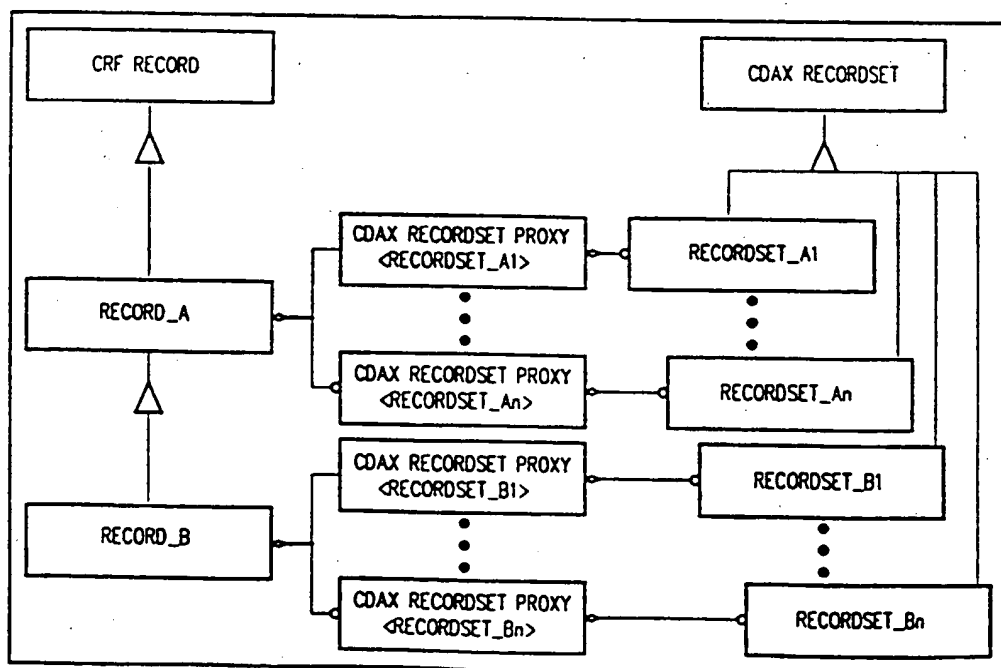 CRF RECORD
CDAX RECORDSET
CDAX RECORDSET PROXY
<RECORDSET_A1>
RECORDSET_A1
RECORD_A
CDAX RECORDSET PROXY
<RECORDSET_An>
RECORDSET_An
CDAX RECORDSET PROXY
<RECORDSET_B1>
RECORDSET_B1
RECORD_B
CDAX RECORDSET PROXY
<RECORDSET_Bn>
RECORDSET_Bn